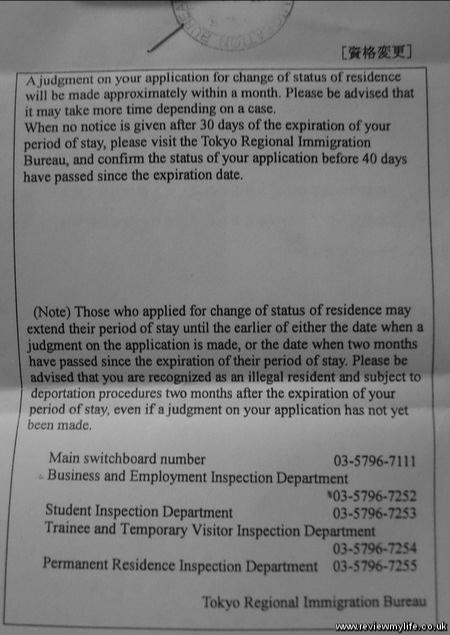 [資格変更]
A judgment on your application for change of status of residence
will be made approximately within a month. Please be advised that
it may take more time depending on a case.
When no notice is given after 30 days of the expiration of your
period of stay, please visit the Tokyo Regional Immigration
Bureau, and confirm the status of your application before 40 days
have passed since the expiration date.
(Note) Those who applied for change of status of residence may
extend their period of stay until the earlier of either the date when a
judgment on the application is made, or the date when two months
have passed since the expiration of their period of stay. Please be
advised that you are recognized as an illegal resident and subject to
deportation procedures two months after the expiration of your
period of stay, even if a judgment on your application has not yet
been made.
Main switchboard number 03-5796-7111
Business and Employment Inspection Department
03-5796-7252
Student Inspection Department 03-5796-7253
Trainee and Temporary Visitor Inspection Department
03-5796-7254
Permanent Residence Inspection Department 03-5796-7255
Tokyo Regional Immigration Bureau
www.reviewmylife.co.uk